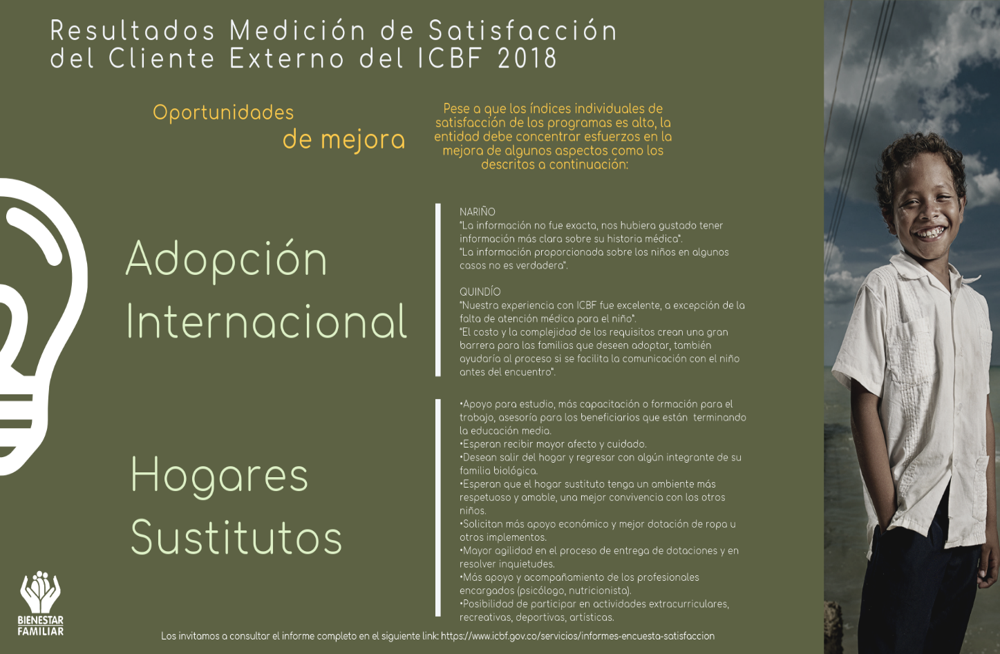 Resultados Medición de Satisfacción
del Cliente Externo del ICBF 2018
Oportunidades
de mejora
Pese a que los índices individuales de
satisfacción de los programas es alto, la
entidad debe concentrar esfuerzos en la
mejora de algunos aspectos como los
descritos a continuación:
Adopción
Internacional
NARIÑO
“La información no fue exacta, nos hubiera gustado tener
información más clara sobre su historia médica”.
“La información proporcionada sobre los niños en algunos
casos no es verdadera”.
QUINDÍO
“Nuestra experiencia con ICBF fue excelente, a excepción de la
falta de atención médica para el niño”.
“El costo y la complejidad de los requisitos crean una gran
barrera para las familias que deseen adoptar, también
ayudaría al proceso si se facilita la comunicación con el niño
antes del encuentro”.
Hogares
Sustitutos
•Apoyo para estudio, más capacitación o formación para el
trabajo, asesoría para los beneficiarios que están  terminando
la educación media.
•Esperan recibir mayor afecto y cuidado.
•Desean salir del hogar y regresar con algún integrante de su
familia biológica.
•Esperan que el hogar sustituto tenga un ambiente más
respetuoso y amable, una mejor convivencia con los otros
niños.
•Solicitan más apoyo económico y mejor dotación de ropa u
otros implementos.
•Mayor agilidad en el proceso de entrega de dotaciones y en
resolver inquietudes.
•Más apoyo y acompañamiento de los profesionales
encargados (psicólogo, nutricionista).
•Posibilidad de participar en actividades extracurriculares,
recreativas, deportivas, artísticas.
BIENESTAR
FAMILIAR
Los invitamos a consultar el informe completo en el siguiente link: https://www.icbf.gov.co/servicios/informes-encuesta-satisfaccion